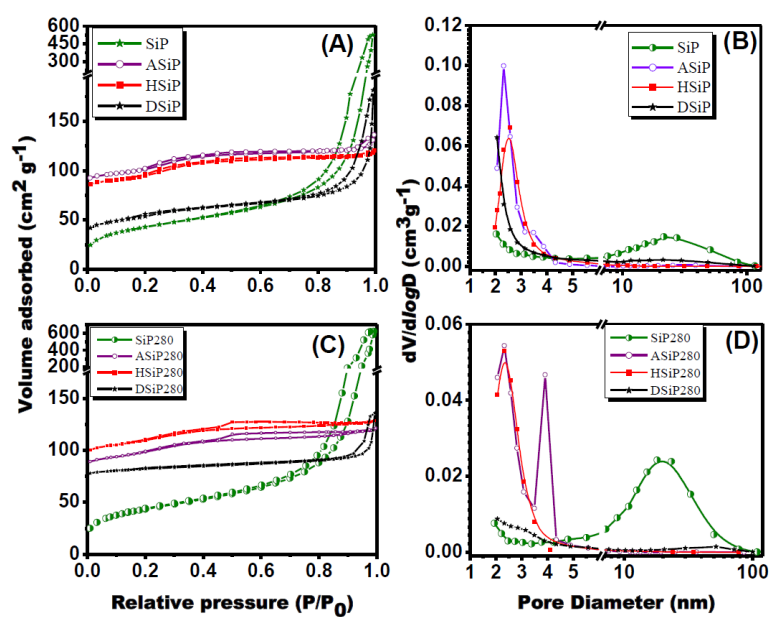 600
450
300
150
125
100
75
50
25
0
0.0
0.2
0.4
0.6
0.8
1.0
SiP
ASiP
HSiP
DSiP
(A)
0.12
0.10
0.08
0.06
0.04
0.02
0.00
1
2
3
4
5
10
100
SiP
ASiP
HSiP
DSiP
(B)
Volume adsorbed (cm² g⁻¹)
dV/dlogD (cm³g⁻¹)
600
400
200
150
100
50
0
0.0
0.2
0.4
0.6
0.8
1.0
SiP280
ASiP280
HSiP280
DSiP280
(C)
Relative pressure (P/P₀)
0.06
0.04
0.02
0.00
1
2
3
4
5
10
100
SiP280
ASiP280
HSiP280
DSiP280
(D)
Pore Diameter (nm)